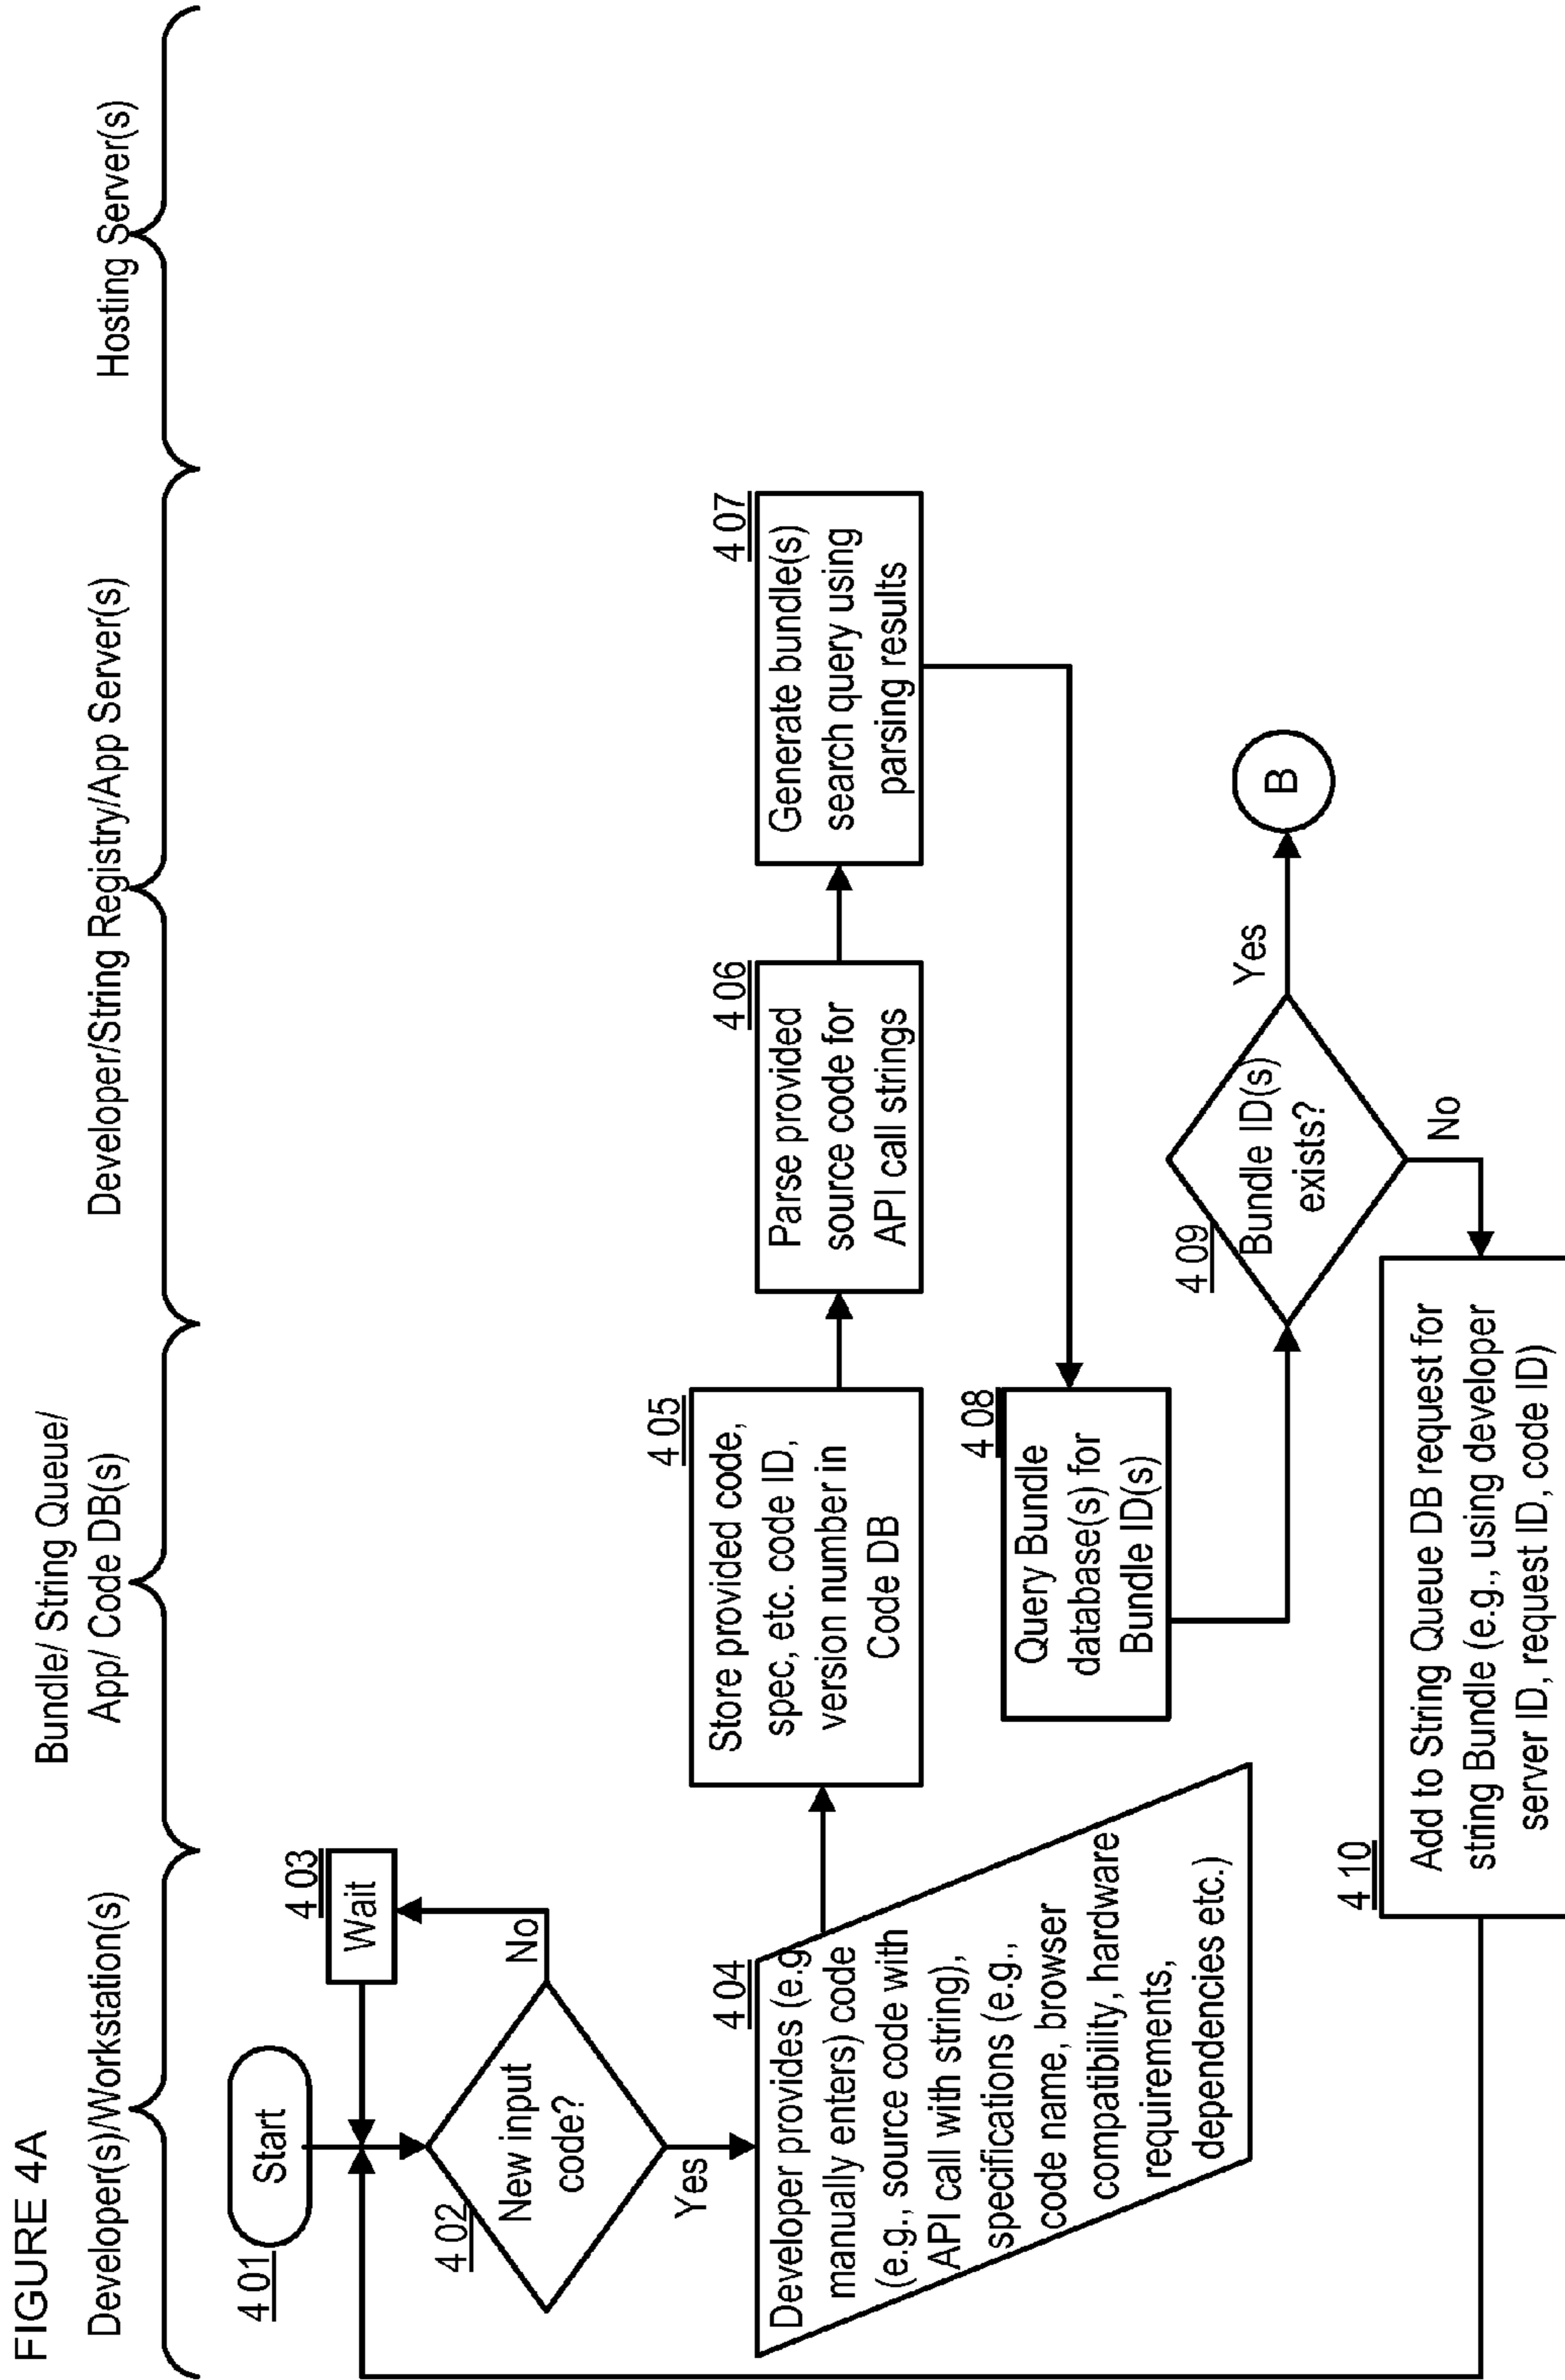 FIGURE 4A
Developer(s)/Workstation(s)
Bundle/ String Queue/
App/ Code DB(s)
Developer/String Registry/App Server(s)
Hosting Server(s)
4 01
Start
4 03
Wait
4 02
New input
code?
No
Yes
4 04
Developer provides (e.g
manually enters) code
(e.g., source code with
API call with string),
specifications (e.g.,
code name, browser
compatibility, hardware
requirements,
dependencies etc.)
4 05
Store provided code,
spec, etc. code ID,
version number in
Code DB
4 06
Parse provided
source code for
API call strings
4 07
Generate bundle(s)
search query using
parsing results
4 08
Query Bundle
database(s) for
Bundle ID(s)
4 09
Bundle ID(s)
exists?
Yes
B
No
4 10
Add to String Queue DB request for
string Bundle (e.g., using developer
server ID, request ID, code ID)